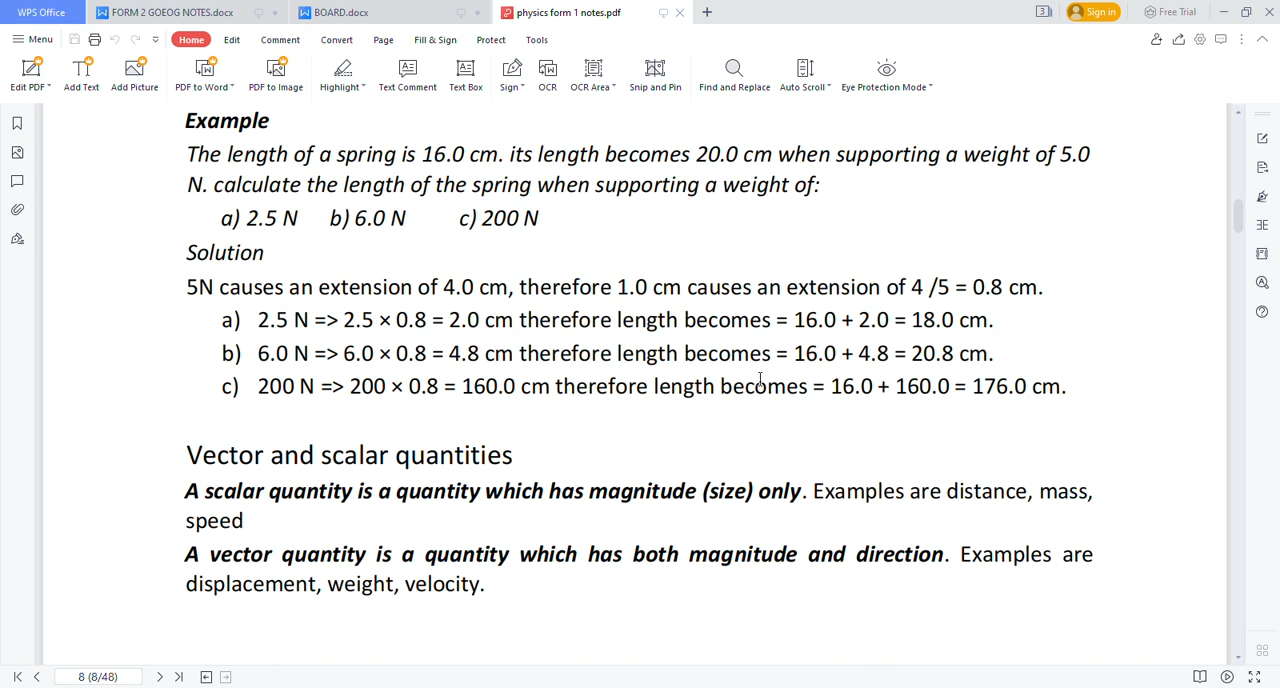 WPS Office FORM 2 GOEOG NOTES.docx BOARD.docx physics form 1 notes.pdf Sign in Free Trial
Menu Home Edit Comment Convert Page Fill & Sign Protect Tools
Edit PDF Add Text Add Picture PDF to Word PDF to Image Highlight Text Comment Text Box Sign OCR OCR Area Snip and Pin Find and Replace Auto Scroll Eye Protection Mode
Example
The length of a spring is 16.0 cm. its length becomes 20.0 cm when supporting a weight of 5.0
N. calculate the length of the spring when supporting a weight of:
a) 2.5 N b) 6.0 N c) 200 N
Solution
5N causes an extension of 4.0 cm, therefore 1.0 cm causes an extension of 4 /5 = 0.8 cm.
a) 2.5 N => 2.5 × 0.8 = 2.0 cm therefore length becomes = 16.0 + 2.0 = 18.0 cm.
b) 6.0 N => 6.0 × 0.8 = 4.8 cm therefore length becomes = 16.0 + 4.8 = 20.8 cm.
c) 200 N => 200 × 0.8 = 160.0 cm therefore length becomes = 16.0 + 160.0 = 176.0 cm.
Vector and scalar quantities
A scalar quantity is a quantity which has magnitude (size) only. Examples are distance, mass,
speed
A vector quantity is a quantity which has both magnitude and direction. Examples are
displacement, weight, velocity.
8 (8/48)